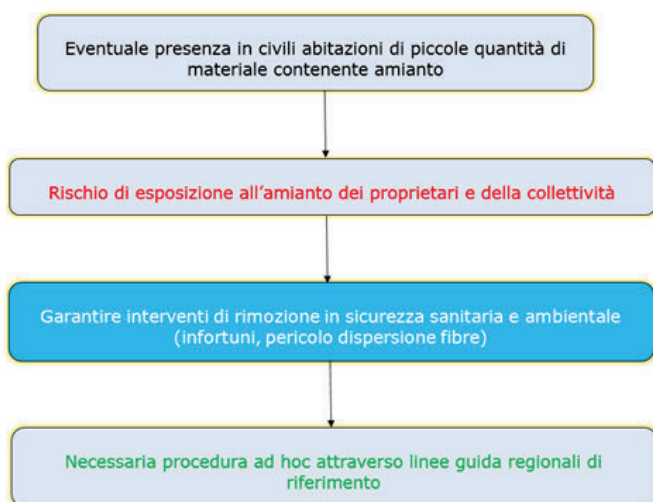 Eventuale presenza in civili abitazioni di piccole quantità di
materiale contenente amianto
Rischio di esposizione all'amianto dei proprietari e della collettività
Garantire interventi di rimozione in sicurezza sanitaria e ambientale
(infortuni, pericolo dispersione fibre)
Necessaria procedura ad hoc attraverso linee guida regionali di
riferimento